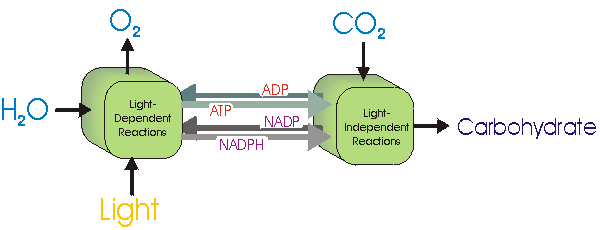 O2
CO2
H2O
Light-
Dependent
Reactions
ADP
ATP
NADP
NADPH
Light-
Independent
Reactions
Carbohydrate
Light